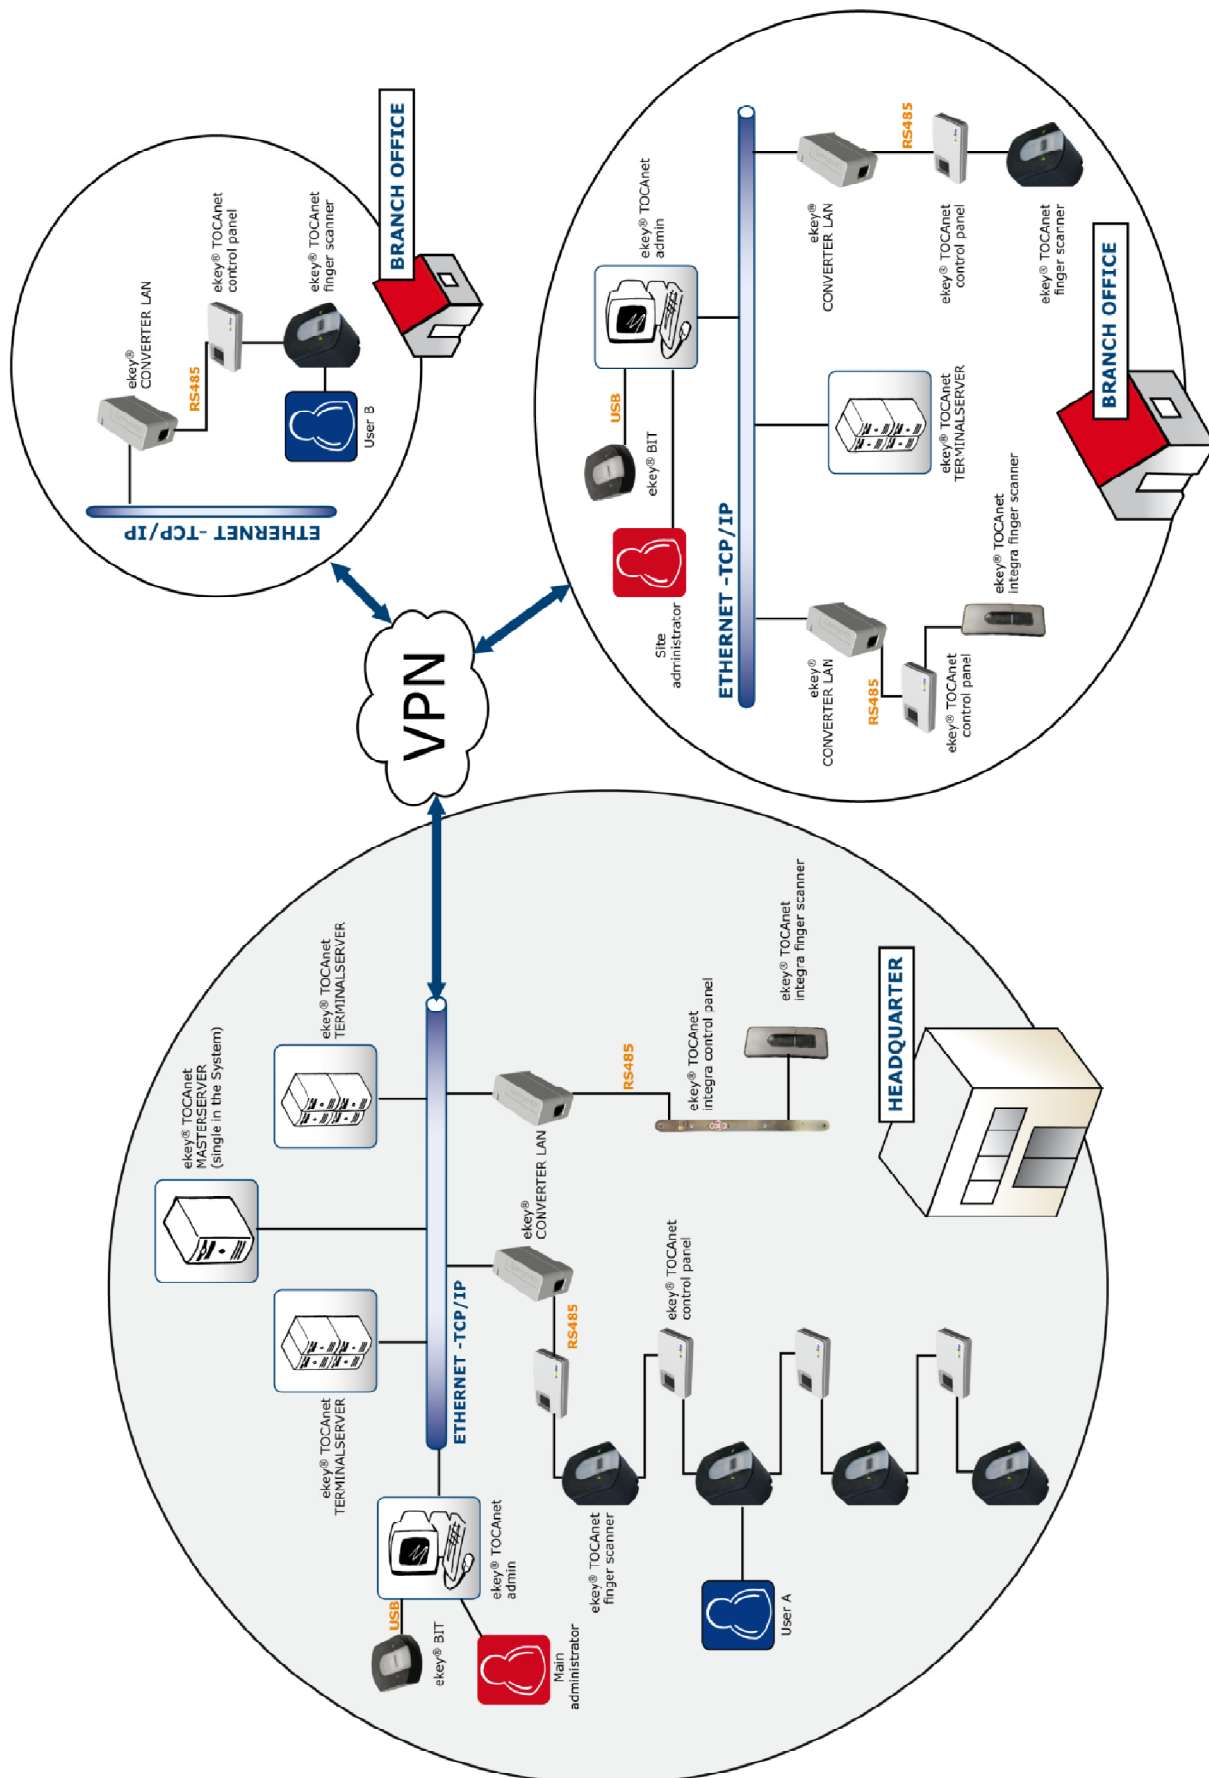 ekey® TOCAnet
MASTERSERVER
(single in the System)
ekey® TOCAnet
TERMINALSERVER
ekey® TOCAnet
TERMINALSERVER
USB
ekey® BIT
ekey® TOCAnet
admin
Main
administrator
ETHERNET -TCP/IP
ekey®
CONVERTER LAN
RS485
RS485
ekey® TOCAnet
finger scanner
ekey® TOCAnet
control panel
ekey® TOCAnet
integra control panel
ekey® TOCAnet
integra finger scanner
User A
HEADQUARTER
VPN
ETHERNET -TCP/IP
ekey®
CONVERTER LAN
RS485
ekey® TOCAnet
control panel
ekey® TOCAnet
finger scanner
User B
BRANCH OFFICE
ekey® TOCAnet
admin
USB
ekey® BIT
Site
administrator
ETHERNET -TCP/IP
ekey®
CONVERTER LAN
RS485
ekey® TOCAnet
control panel
ekey® TOCAnet
integra finger scanner
ekey® TOCAnet
TERMINALSERVER
ekey®
CONVERTER LAN
RS485
ekey® TOCAnet
control panel
ekey® TOCAnet
finger scanner
BRANCH OFFICE